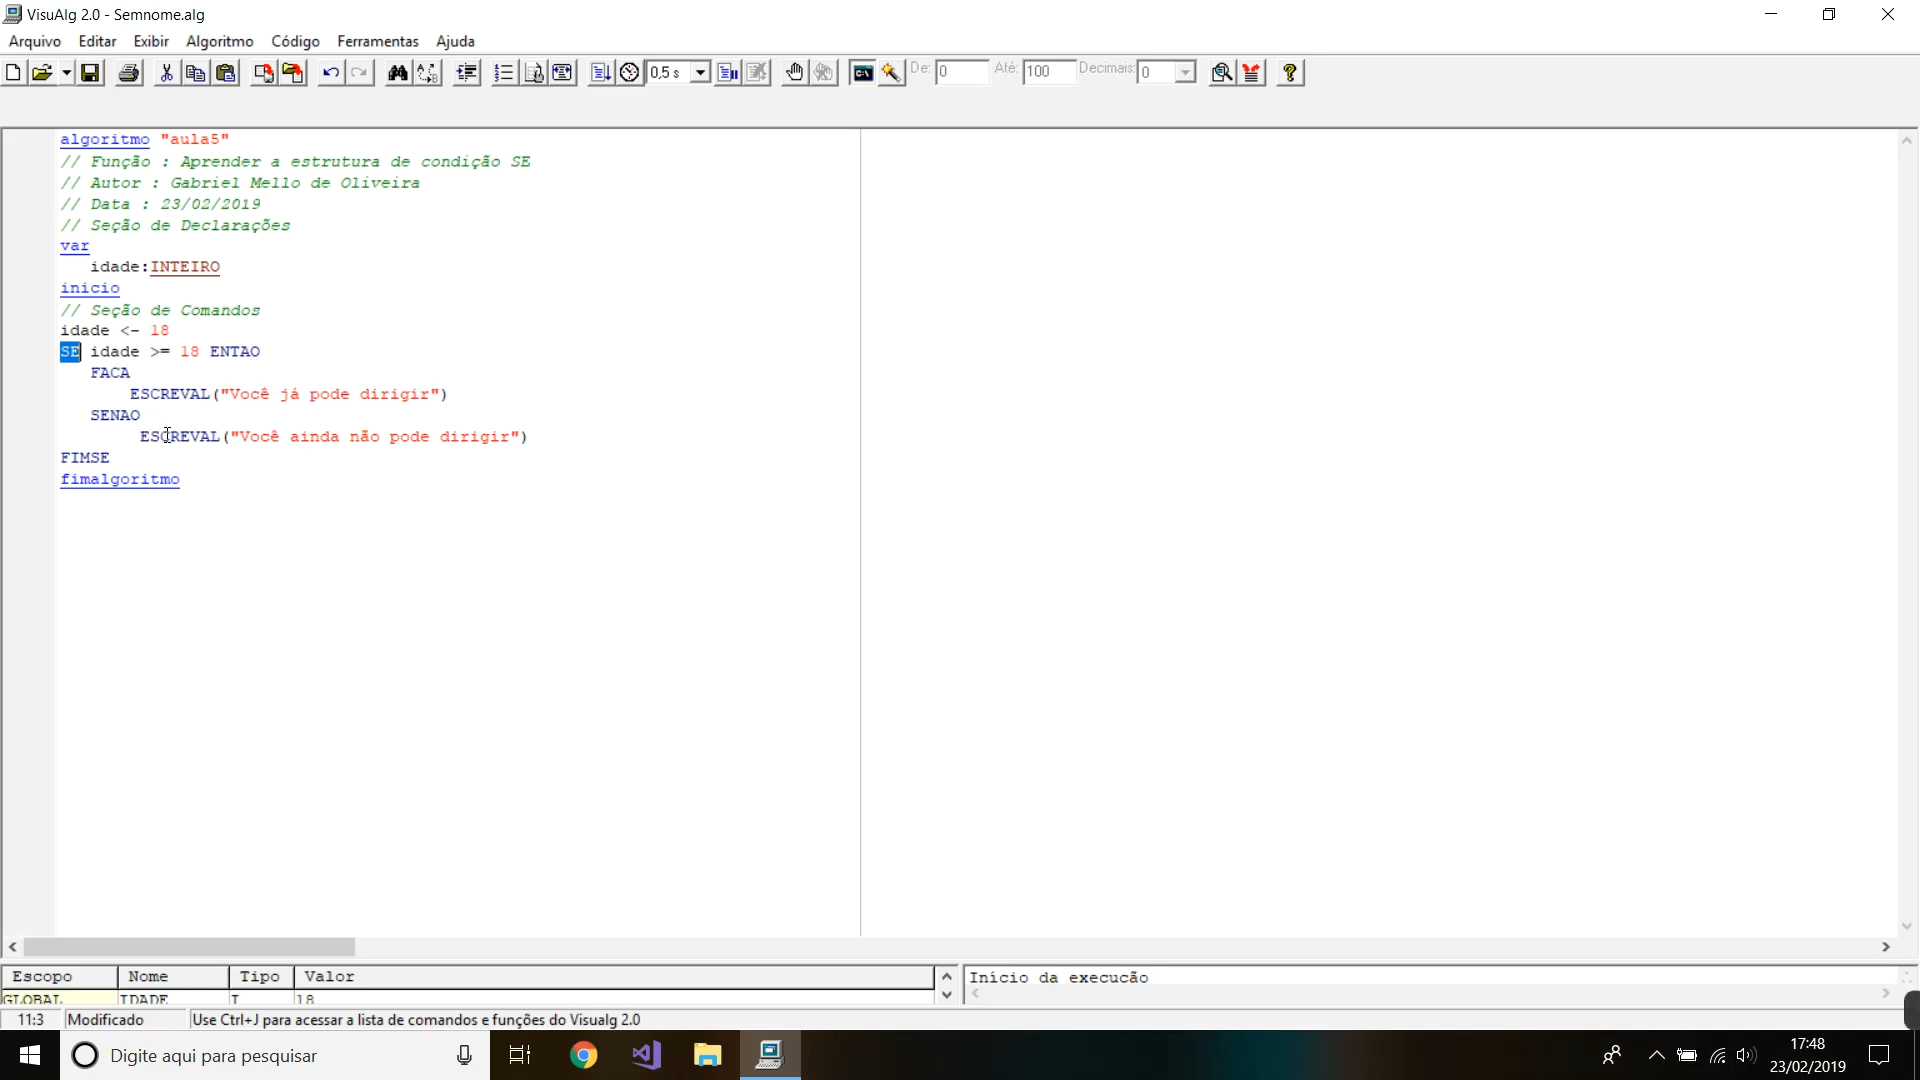 VisuAlg 2.0 - Semnome.alg
Arquivo Editar Exibir Algoritmo Código Ferramentas Ajuda
0,5 s De: 0 Até: 100 Decimais: 0
algoritmo "aula5"
// Função : Aprender a estrutura de condição SE
// Autor : Gabriel Mello de Oliveira
// Data : 23/02/2019
// Seção de Declarações
var
idade:INTEIRO
inicio
// Seção de Comandos
idade <- 18
SE idade >= 18 ENTAO
FACA
ESCREVAL("Você já pode dirigir")
SENAO
ESCREVAL("Você ainda não pode dirigir")
FIMSE
fimalgoritmo
Escopo Nome Tipo Valor
GLOBAL IDADE I 18
Início da execução
11:3 Modificado Use Ctrl+J para acessar a lista de comandos e funções do Visualg 2.0
Digite aqui para pesquisar
17:48
23/02/2019